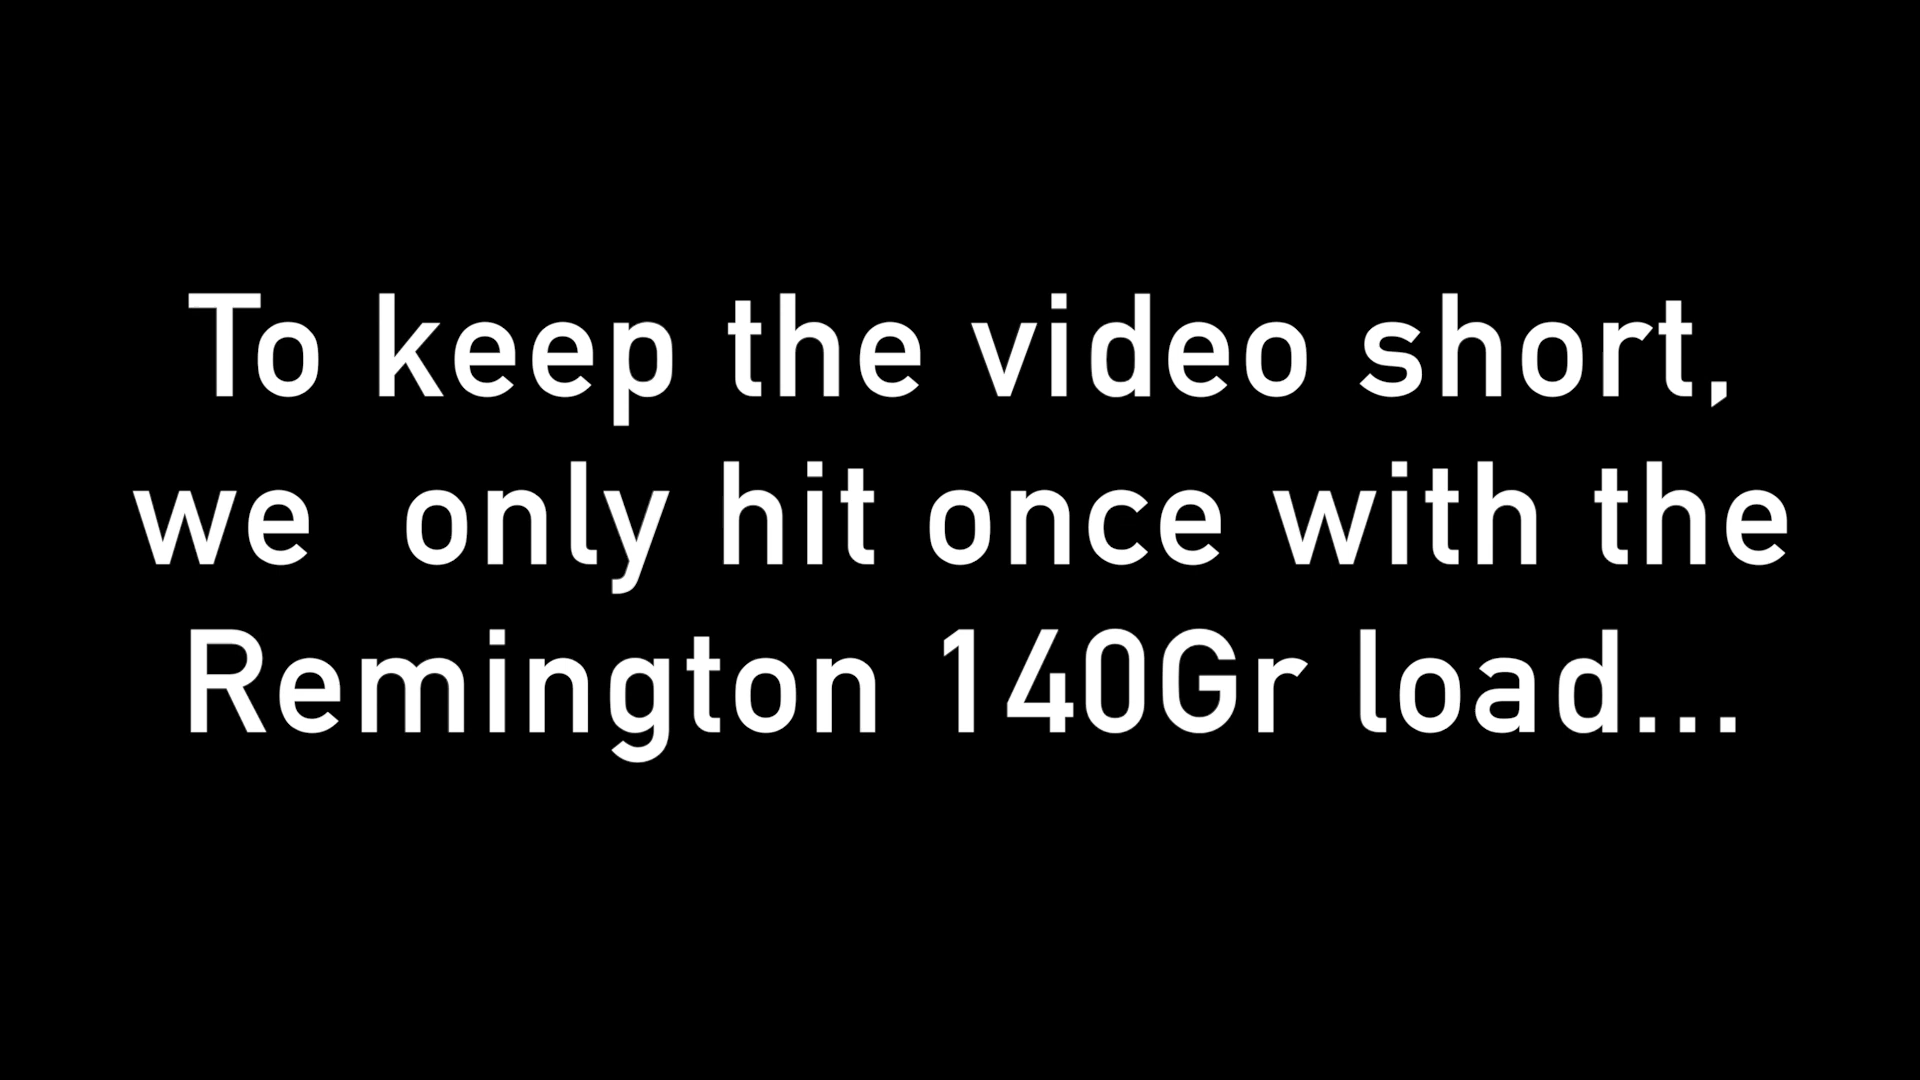 To keep the video short,
we  only hit once with the
Remington 140Gr load...